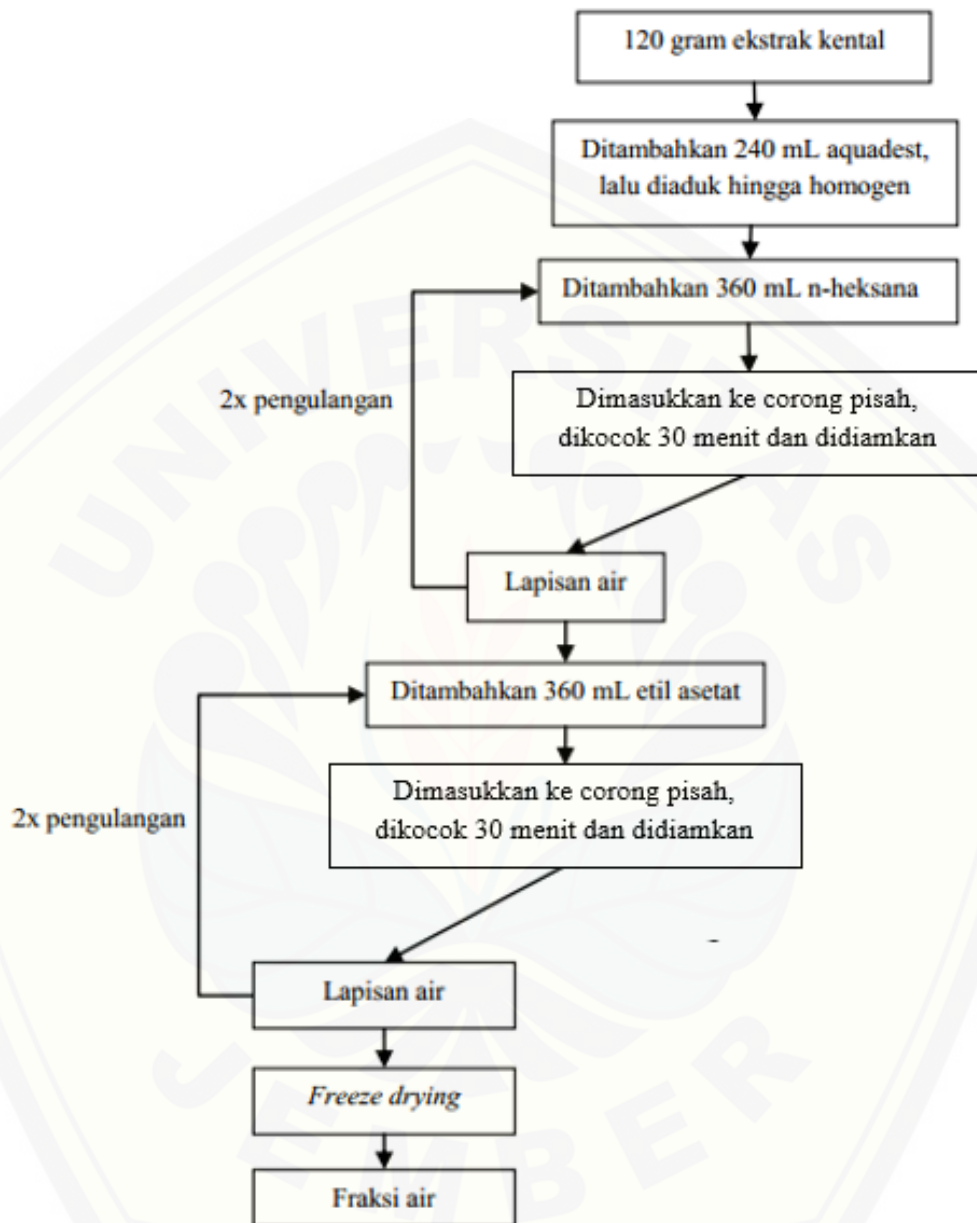 120 gram ekstrak kental
Ditambahkan 240 mL aquadest,
lalu diaduk hingga homogen
Ditambahkan 360 mL n-heksana
2x pengulangan
Dimasukkan ke corong pisah,
dikocok 30 menit dan didiamkan
Lapisan air
Ditambahkan 360 mL etil asetat
2x pengulangan
Dimasukkan ke corong pisah,
dikocok 30 menit dan didiamkan
-
Lapisan air
Freeze drying
Fraksi air
UNIVERSITAS
JEMBER